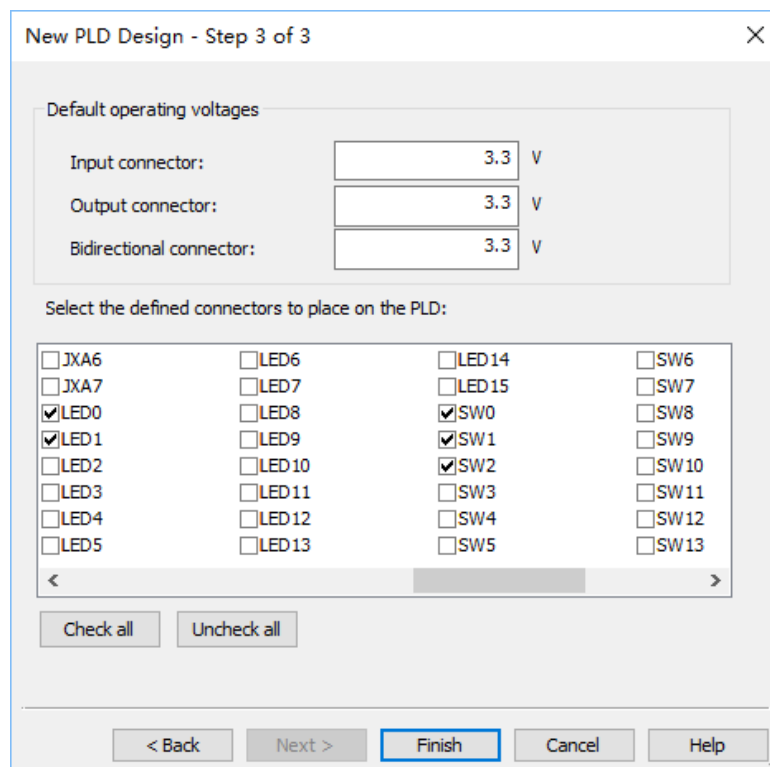 New PLD Design - Step 3 of 3
Default operating voltages
Input connector: 3.3 V
Output connector: 3.3 V
Bidirectional connector: 3.3 V
Select the defined connectors to place on the PLD:
JXA6 LED6 LED14 SW6
JXA7 LED7 LED15 SW7
LED0 LED8 SW0 SW8
LED1 LED9 SW1 SW9
LED2 LED10 SW2 SW10
LED3 LED11 SW3 SW11
LED4 LED12 SW4 SW12
LED5 LED13 SW5 SW13
Check all Uncheck all
< Back Next > Finish Cancel Help